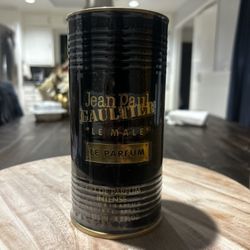 Jean Paul
GAULTIER
"LE MALE"
LE PARFUM
EAU DE PARFUM
INTENSE